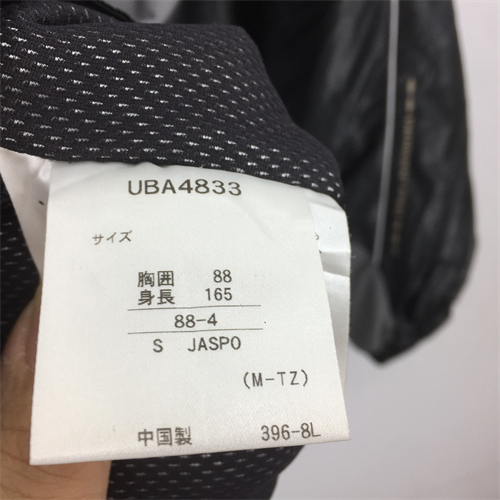 UBA4833
サイズ
胸囲 88
身長 165
88-4
S JASPO
(M-TZ)
中国製 396-8L